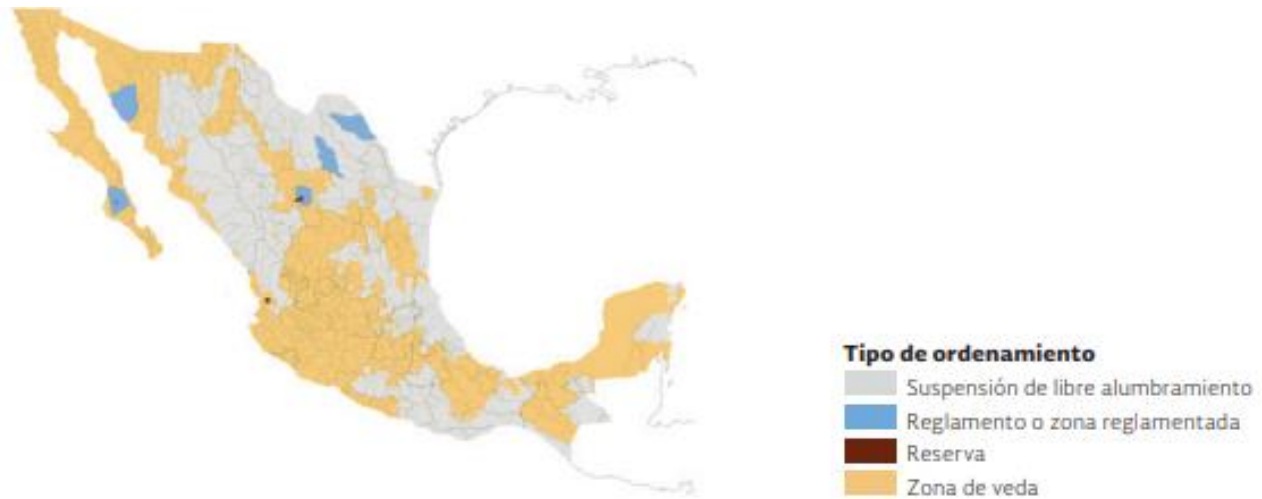 Tipo de ordenamiento
Suspensión de libre alumbramiento
Reglamento o zona reglamentada
Reserva
Zona de veda